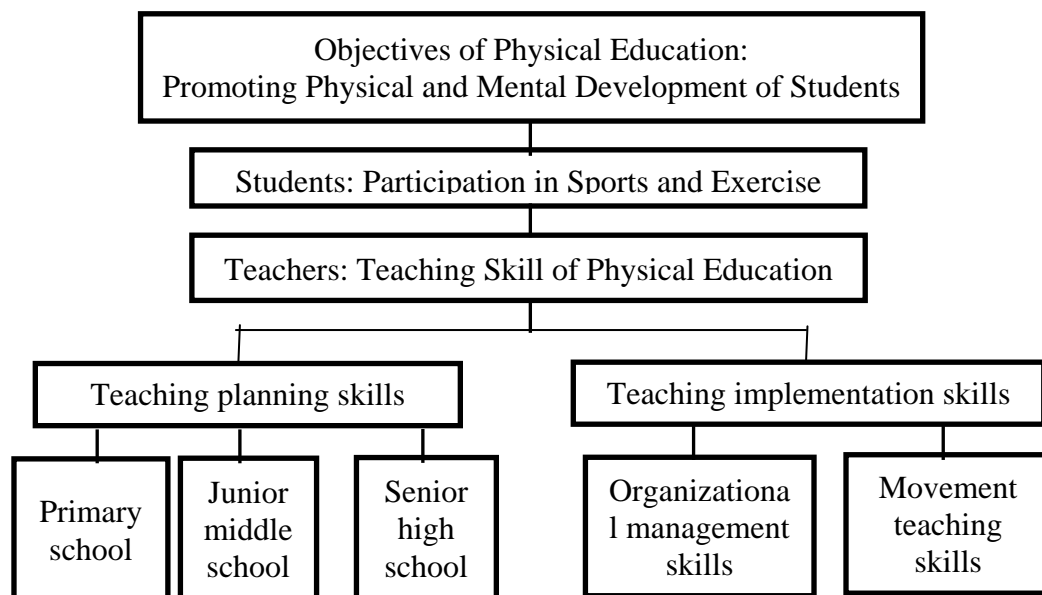 Objectives of Physical Education:
Promoting Physical and Mental Development of Students
Students: Participation in Sports and Exercise
Teachers: Teaching Skill of Physical Education
Teaching planning skills
Teaching implementation skills
Primary
school
Junior
middle
school
Senior
high
school
Organizationa
l management
skills
Movement
teaching
skills